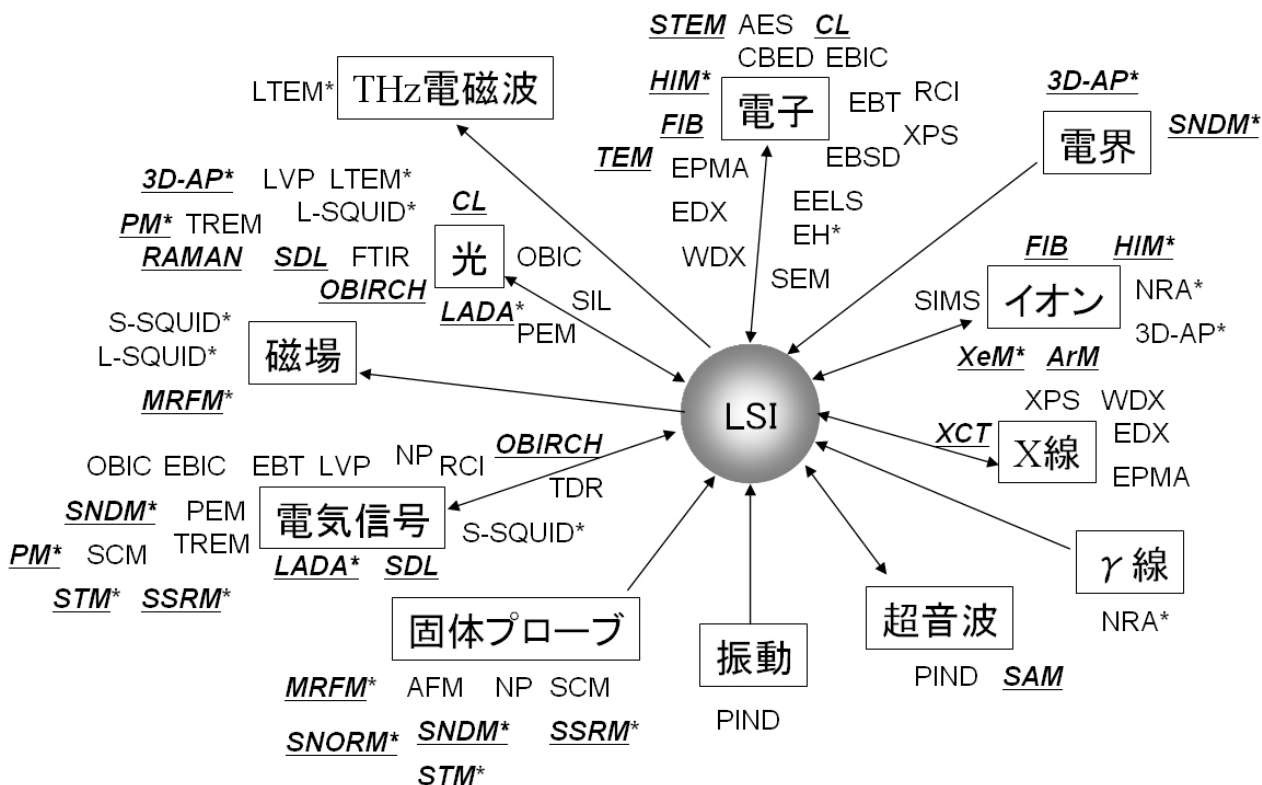 STEM AES CL
CBED EBIC
LTEM* THz電磁波
HIM* 電子 EBT RCI
3D-AP*
FIB XPS
電界 SNDM*
TEM EPMA EBSD
3D-AP* LVP LTEM*
EDX EELS
PM* TREM L-SQUID* CL
EH*
RAMAN SDL FTIR 光 OBIC
WDX SEM
FIB HIM*
OBIRCH
SIMS イオン NRA*
LADA* SIL
PEM
3D-AP*
S-SQUID*
L-SQUID* 磁場
XeM* ArM
MRFM*
LSI
XPS WDX
XCT X線 EDX
EPMA
OBIC EBIC EBT LVP NP RCI OBIRCH
TDR
SNDM* PEM 電気信号 S-SQUID*
PM* SCM TREM
LADA* SDL
STM* SSRM*
γ線
NRA*
固体プローブ
振動
超音波
MRFM* AFM NP SCM
PIND
PIND SAM
SNORM* SNDM* SSRM*
STM*